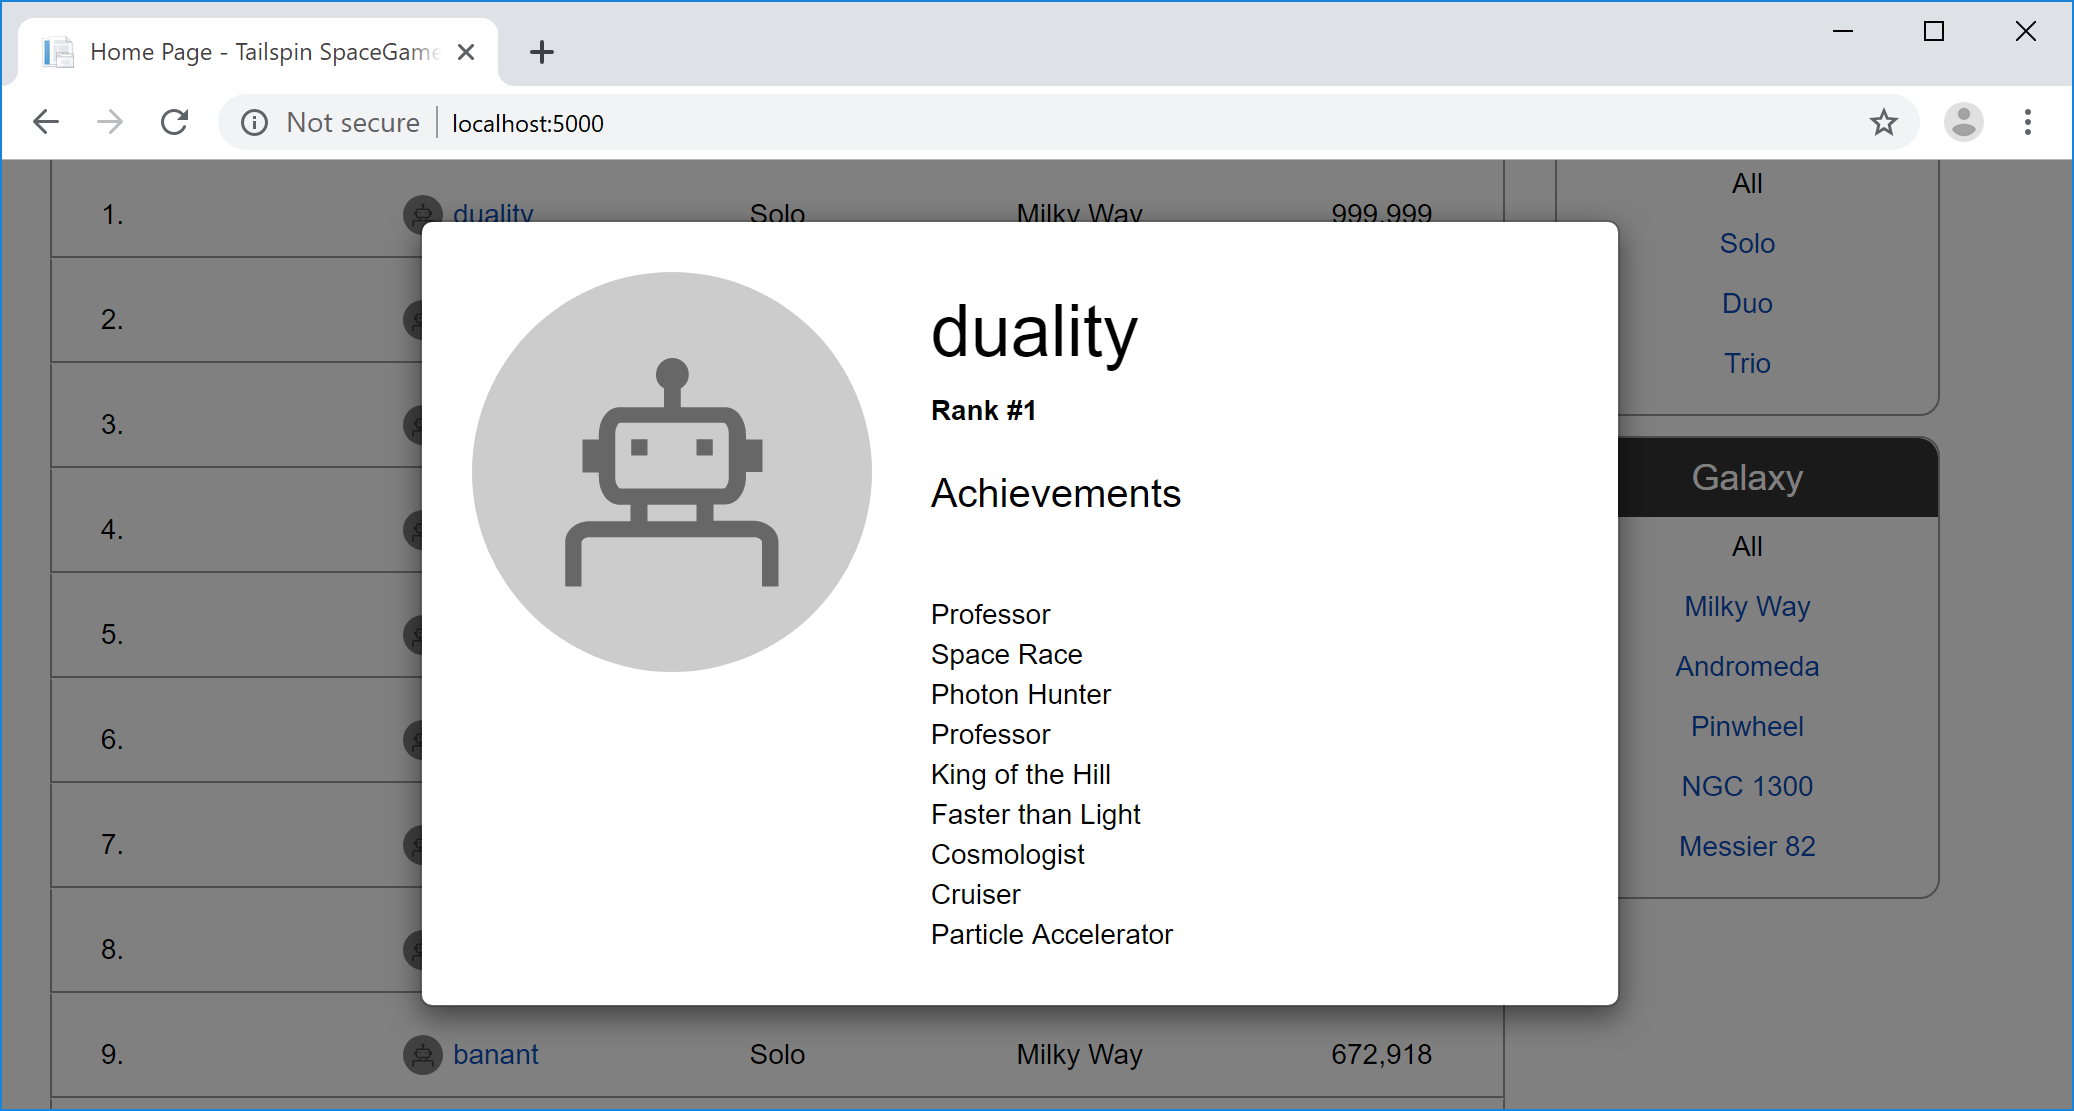 Home Page - Tailspin SpaceGame
Not secure
localhost:5000
1. duality Solo Milky Way 999,999
2.
3.
4.
5.
6.
7.
8.
9. banant Solo Milky Way 672,918
duality
Rank #1
Achievements
Professor
Space Race
Photon Hunter
Professor
King of the Hill
Faster than Light
Cosmologist
Cruiser
Particle Accelerator
All
Solo
Duo
Trio
Galaxy
All
Milky Way
Andromeda
Pinwheel
NGC 1300
Messier 82